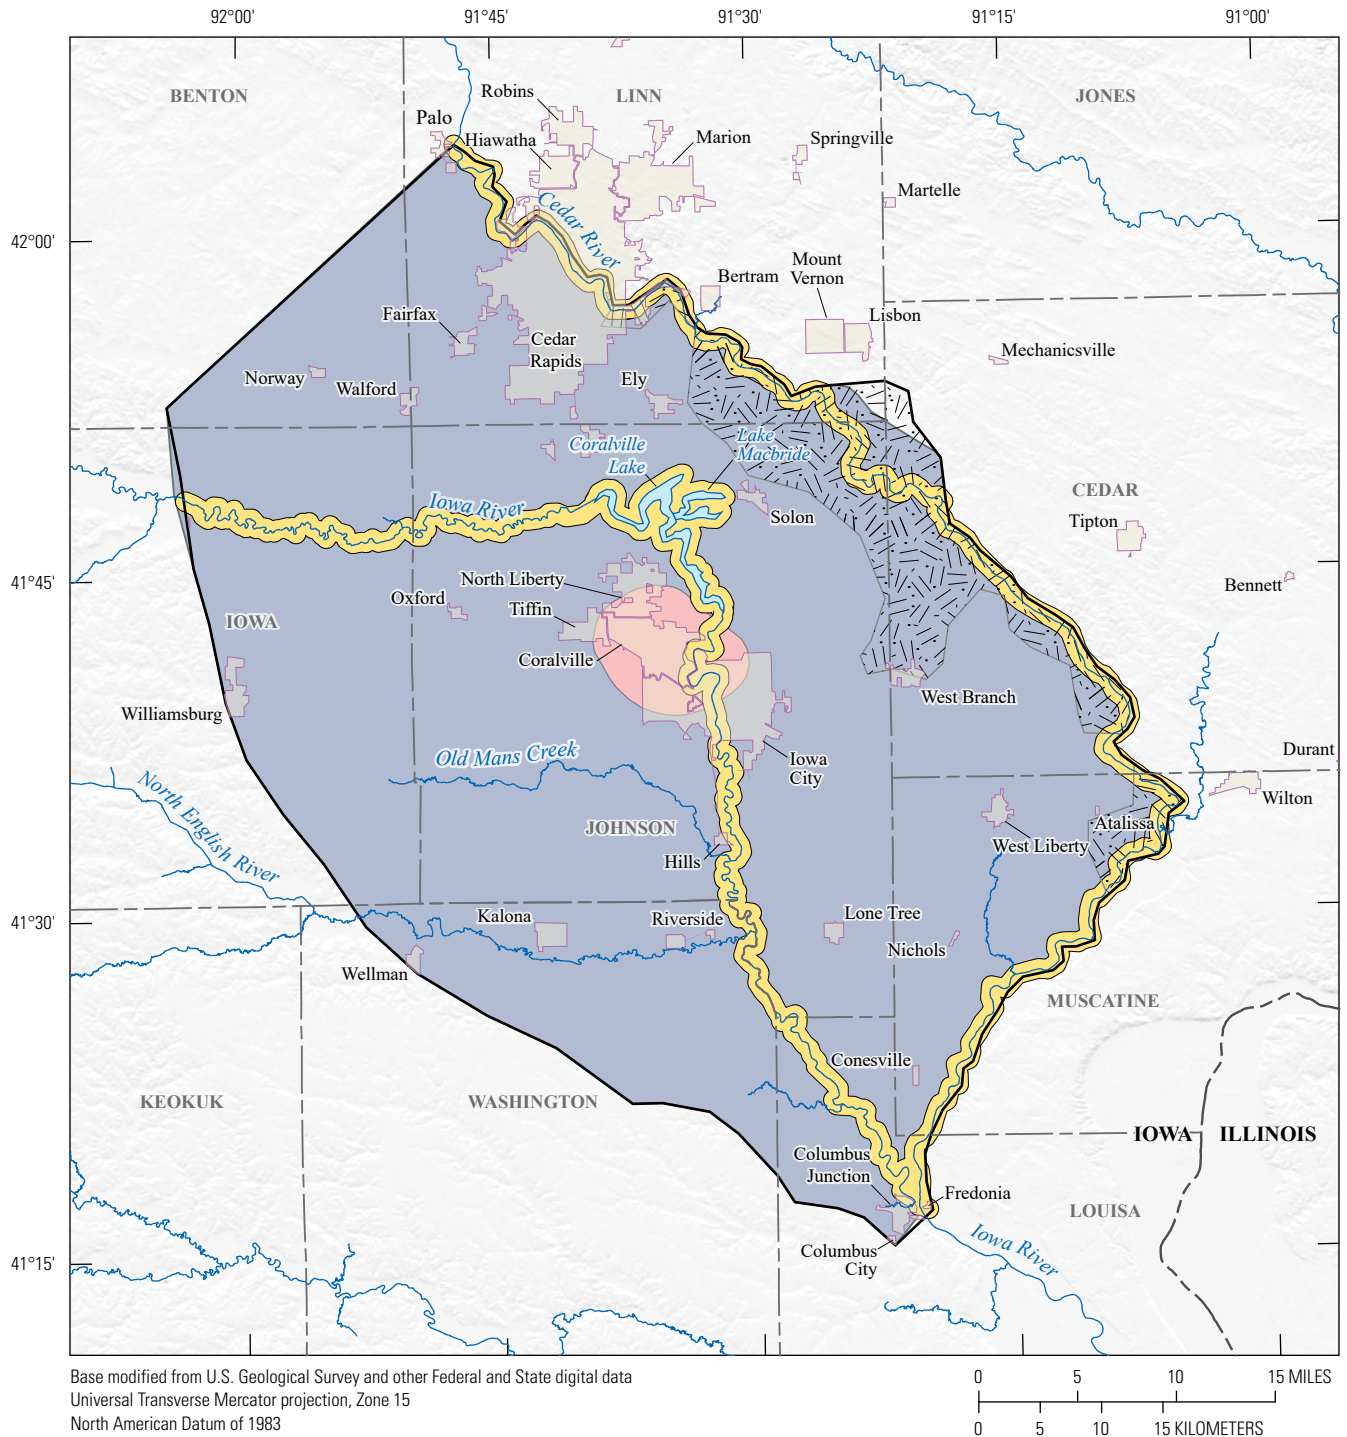 92°00'
91°45'
91°30'
91°15'
91°00'
BENTON
LINN
JONES
Robins
Palo
Hiawatha
Marion
Springville
Martelle
Cedar River
42°00'
Mount
Vernon
Bertram
Lisbon
Fairfax
Cedar
Rapids
Mechanicsville
Norway
Walford
Ely
Coralville
Lake
Lake
Macbride
CEDAR
Iowa River
Solon
Tipton
41°45'
North Liberty
Bennett
Oxford
Tiffin
IOWA
Coralville
West Branch
Williamsburg
Old Mans Creek
Iowa
City
Durant
North English River
Wilton
JOHNSON
Atalissa
West Liberty
Hills
41°30'
Kalona
Riverside
Lone Tree
Nichols
Wellman
MUSCATINE
Conesville
KEOKUK
WASHINGTON
IOWA
ILLINOIS
Columbus
Junction
Fredonia
LOUISA
Iowa River
Columbus
City
41°15'
Base modified from U.S. Geological Survey and other Federal and State digital data
Universal Transverse Mercator projection, Zone 15
North American Datum of 1983
0 5 10 15 MILES
0 5 10 15 KILOMETERS